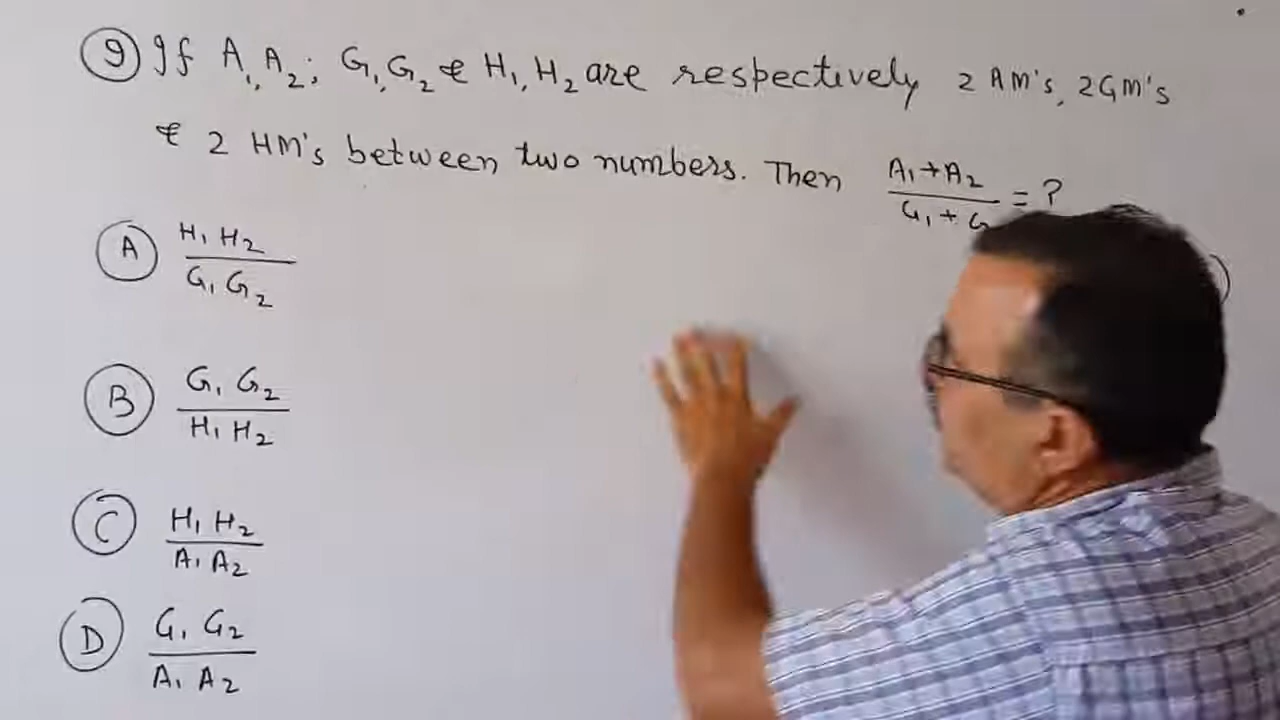 9 If A₁, A₂; G₁, G₂ & H₁, H₂ are respectively 2 AM's, 2GM's
& 2 HM's between two numbers. Then (A₁+A₂)/(G₁+G = ?
A H₁ H₂ / G₁ G₂
B G₁ G₂ / H₁ H₂
C H₁ H₂ / A₁ A₂
D G₁ G₂ / A₁ A₂